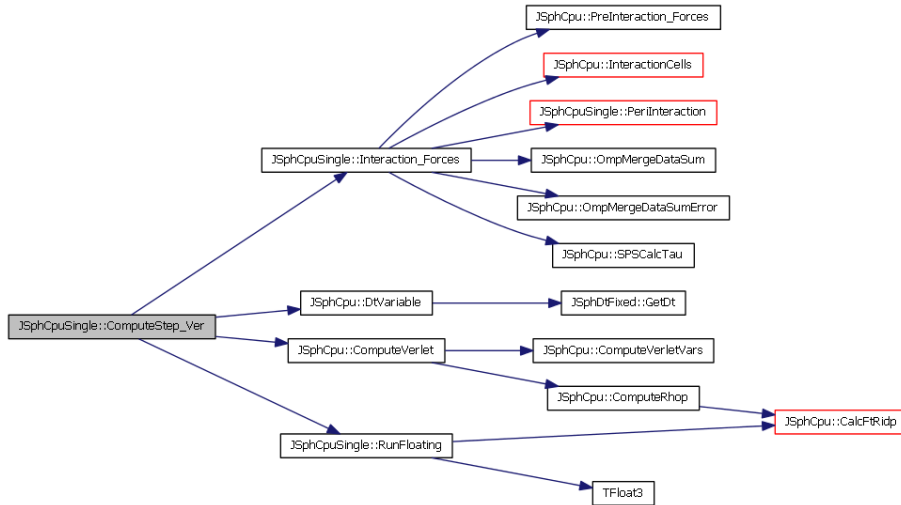 JSphCpu::PreInteraction_Forces
JSphCpu::InteractionCells
JSphCpuSingle::PeriInteraction
JSphCpuSingle::Interaction_Forces
JSphCpu::OmpMergeDataSum
JSphCpu::OmpMergeDataSumError
JSphCpu::SPSCalcTau
JSphCpuSingle::ComputeStep_Ver
JSphCpu::DtVariable
JSphDtFixed::GetDt
JSphCpu::ComputeVerlet
JSphCpu::ComputeVerletVars
JSphCpu::ComputeRhop
JSphCpu::CalcFtRidp
JSphCpuSingle::RunFloating
TFloat3